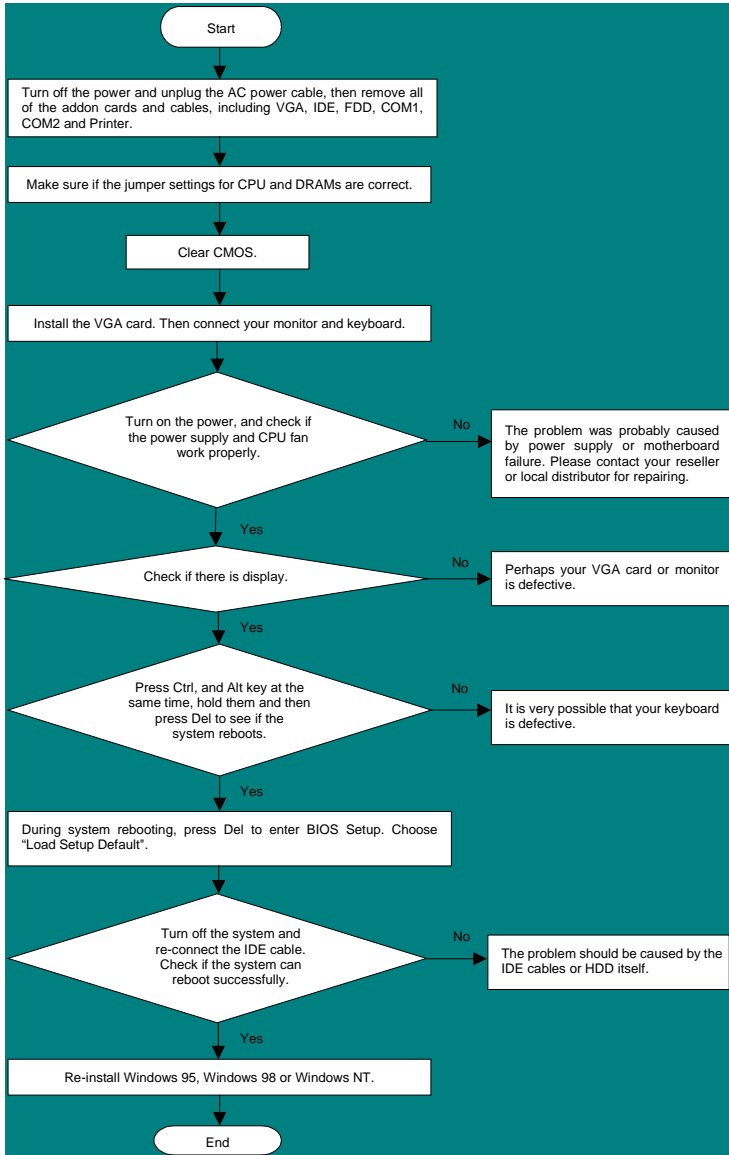 Start
Turn off the power and unplug the AC power cable, then remove all
of the addon cards and cables, including VGA, IDE, FDD, COM1,
COM2 and Printer.
Make sure if the jumper settings for CPU and DRAMs are correct.
Clear CMOS.
Install the VGA card. Then connect your monitor and keyboard.
Turn on the power, and check if
the power supply and CPU fan
work properly.
No
The problem was probably caused
by power supply or motherboard
failure. Please contact your reseller
or local distributor for repairing.
Yes
Check if there is display.
No
Perhaps your VGA card or monitor
is defective.
Yes
Press Ctrl, and Alt key at the
same time, hold them and then
press Del to see if the
system reboots.
No
It is very possible that your keyboard
is defective.
Yes
During system rebooting, press Del to enter BIOS Setup. Choose
“Load Setup Default”.
Turn off the system and
re-connect the IDE cable.
Check if the system can
reboot successfully.
No
The problem should be caused by the
IDE cables or HDD itself.
Yes
Re-install Windows 95, Windows 98 or Windows NT.
End